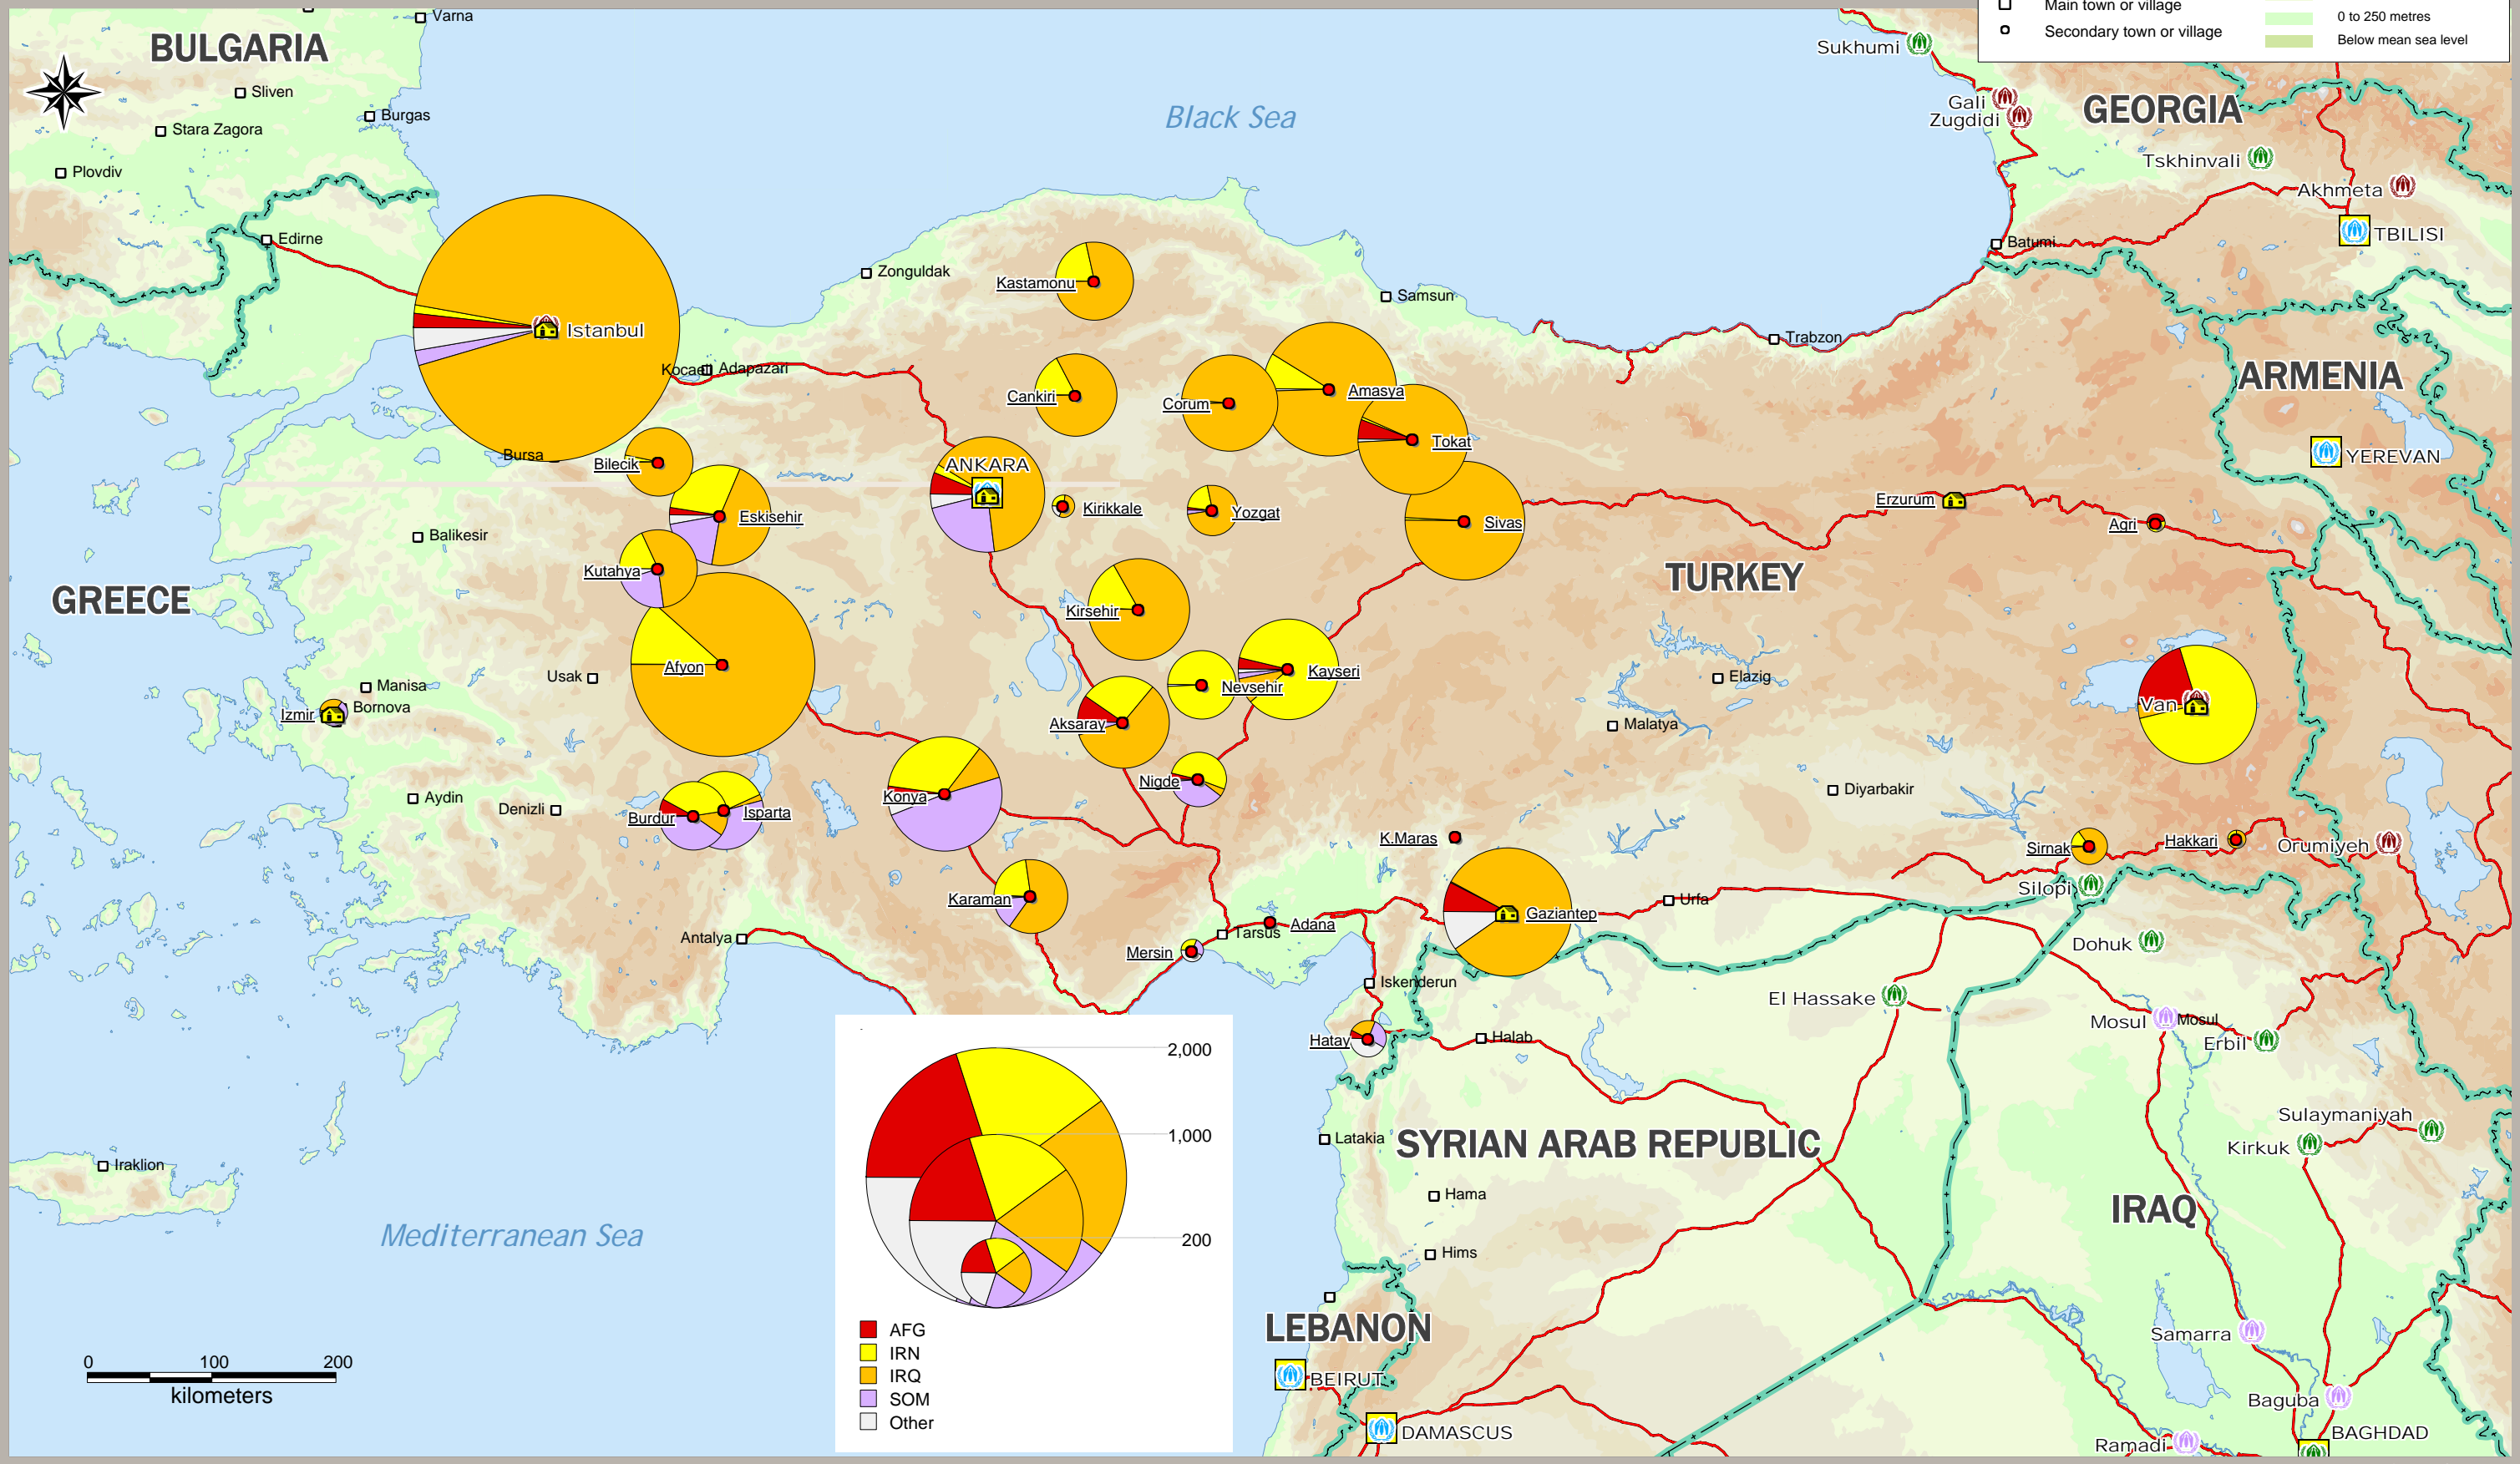 Varna
Main town or village
0 to 250 metres
Secondary town or village
Below mean sea level
BULGARIA
Sukhumi
Sliven
Burgas
Stara Zagora
Plovdiv
Black Sea
Gali
Zugdidi
GEORGIA
Tskhinvali
Akhmeta
TBILISI
Edirne
Batumi
Zonguldak
Kastamonu
Samsun
Istanbul
Trabzon
Kocaeli
Adapazari
ARMENIA
Cankiri
Corum
Amasya
Tokat
Bursa
Bilecik
ANKARA
YEREVAN
Eskisehir
Kirikkale
Yozgat
Sivas
Erzurum
Agri
Balikesir
Kutahya
GREECE
TURKEY
Kirsehir
Afyon
Usak
Kayseri
Elazig
Manisa
Nevsehir
Bornova
Izmir
Aksaray
Malatya
Van
Nigde
Diyarbakir
Aydin
Denizli
Konya
Burdur
Isparta
K.Maras
Sirnak
Hakkari
Orumiyeh
Silopi
Karaman
Urfa
Gaziantep
Antalya
Tarsus
Adana
Mersin
Dohuk
Iskenderun
El Hassake
Mosul
Mosul
Hatay
Halab
Erbil
2,000
1,000
200
Sulaymaniyah
Latakia
SYRIAN ARAB REPUBLIC
Kirkuk
Iraklion
Hama
IRAQ
Mediterranean Sea
Hims
LEBANON
AFG
IRN
IRQ
SOM
Other
Samarra
0 100 200
kilometers
BEIRUT
Baguba
DAMASCUS
BAGHDAD
Ramadi